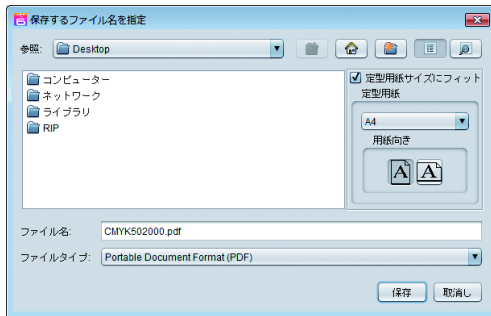 保存するファイル名を指定
参照: Desktop
コンピューター
ネットワーク
ライブラリ
RIP
定型用紙サイズにフィット
定型用紙
A4
用紙向き
A A
ファイル名: CMYK502000.pdf
ファイルタイプ: Portable Document Format (PDF)
保存 取消し